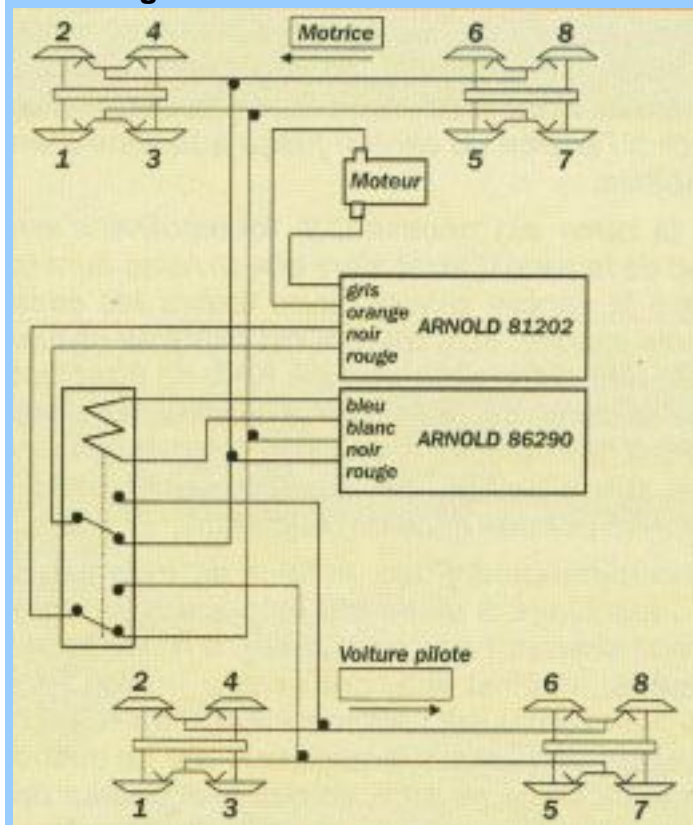 2 4 Motrice 6 8
1 3 5 7
Moteur
gris
orange
noir
rouge
ARNOLD 81202
bleu
blanc
noir
rouge
ARNOLD 86290
Voiture pilote
2 4 6 8
1 3 5 7